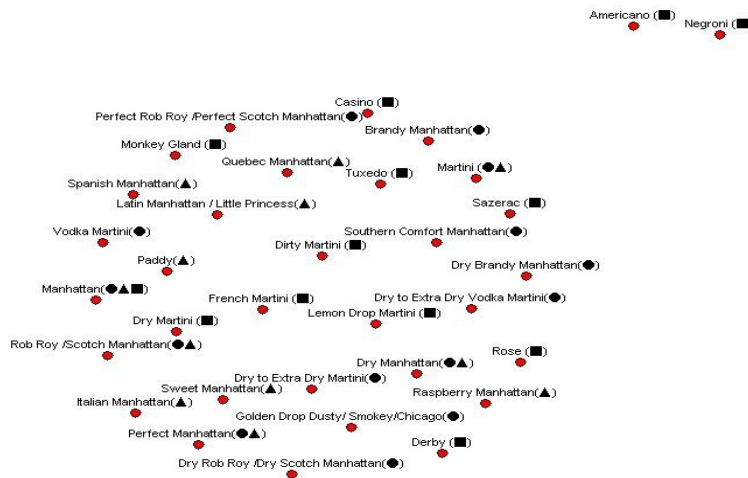 Americano (■)
Negroni (■
Casino (■)
Perfect Rob Roy /Perfect Scotch Manhattan(●)
Brandy Manhattan(●)
Monkey Gland (■)
Quebec Manhattan(▲)
Martini (●▲)
Tuxedo (■)
Spanish Manhattan(▲)
Latin Manhattan / Little Princess(▲)
Sazerac (■)
Vodka Martini(●)
Southern Comfort Manhattan(●)
Dirty Martini (■)
Paddy(▲)
Dry Brandy Manhattan(●)
Manhattan(●▲■)
French Martini (■)
Dry to Extra Dry Vodka Martini(●)
Lemon Drop Martini (■)
Dry Martini (■)
Rob Roy /Scotch Manhattan(●▲)
Rose (■)
Dry Manhattan(●▲)
Dry to Extra Dry Martini(●)
Sweet Manhattan(▲)
Raspberry Manhattan(▲)
Italian Manhattan(▲)
Golden Drop Dusty/ Smokey/Chicago(●)
Perfect Manhattan(●▲)
Derby (■)
Dry Rob Roy /Dry Scotch Manhattan(●)